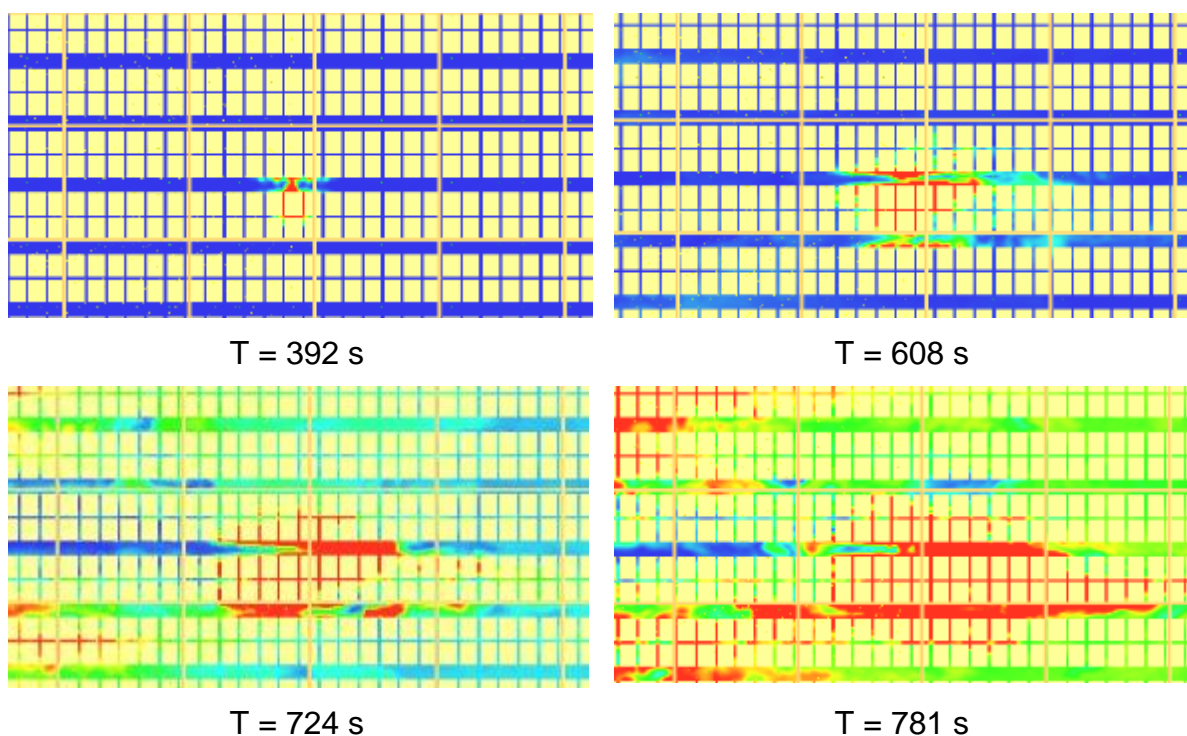 T = 392 s
T = 608 s
T = 724 s
T = 781 s